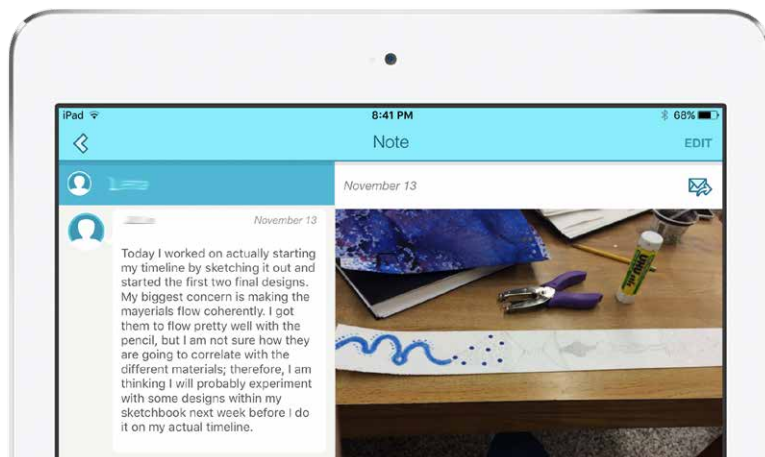 iPad 8:41 PM 68%
Note EDIT
November 13
November 13
Today I worked on actually starting
my timeline by sketching it out and
started the first two final designs.
My biggest concern is making the
mayerials flow coherently. I got
them to flow pretty well with the
pencil, but I am not sure how they
are going to correlate with the
different materials; therefore, I am
thinking I will probably experiment
with some designs within my
sketchbook next week before I do
it on my actual timeline.
UHU